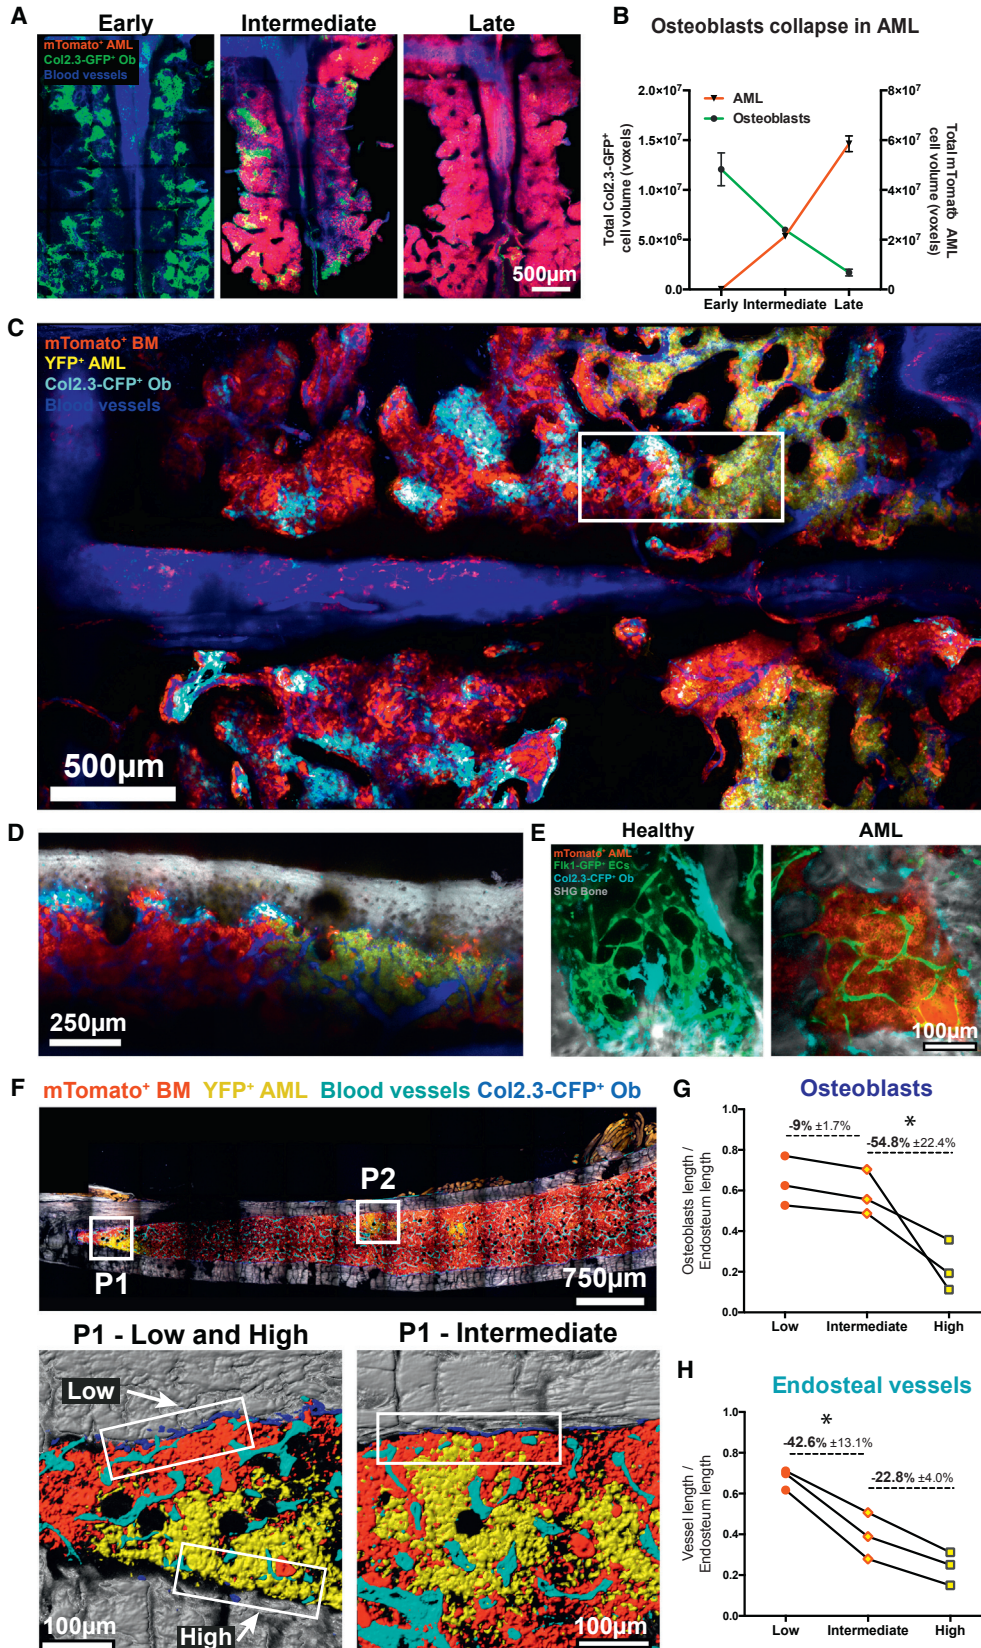 A
Early
Intermediate
Late
mTomato⁺ AML
Col2.3-GFP⁺ Ob
Blood vessels
500µm
B
Osteoblasts collapse in AML
AML
Osteoblasts
2.0×10⁷
1.5×10⁷
1.0×10⁷
5.0×10⁶
0.0
8×10⁷
6×10⁷
4×10⁷
2×10⁷
0
Total Col2.3-GFP⁺
cell volume (voxels)
Total mTomato AML
cell volume (voxels)
Early Intermediate Late
C
mTomato⁺ BM
YFP⁺ AML
Col2.3-CFP⁺ Ob
Blood vessels
500µm
D
250µm
E
Healthy
AML
mTomato⁺ AML
Flk1-GFP⁺ ECs
Col2.3-CFP⁺ Ob
SHG Bone
100µm
F
mTomato⁺ BM YFP⁺ AML Blood vessels Col2.3-CFP⁺ Ob
P1
P2
750µm
P1 - Low and High
Low
High
100µm
P1 - Intermediate
100µm
G
Osteoblasts
1.0
0.8
0.6
0.4
0.2
0.0
Osteoblasts length /
Endosteum length
-9% ±1.7%
*
-54.8% ±22.4%
Low Intermediate High
H
Endosteal vessels
1.0
0.8
0.6
0.4
0.2
0.0
Vessel length /
Endosteum length
*
-42.6% ±13.1%
-22.8% ±4.0%
Low Intermediate High